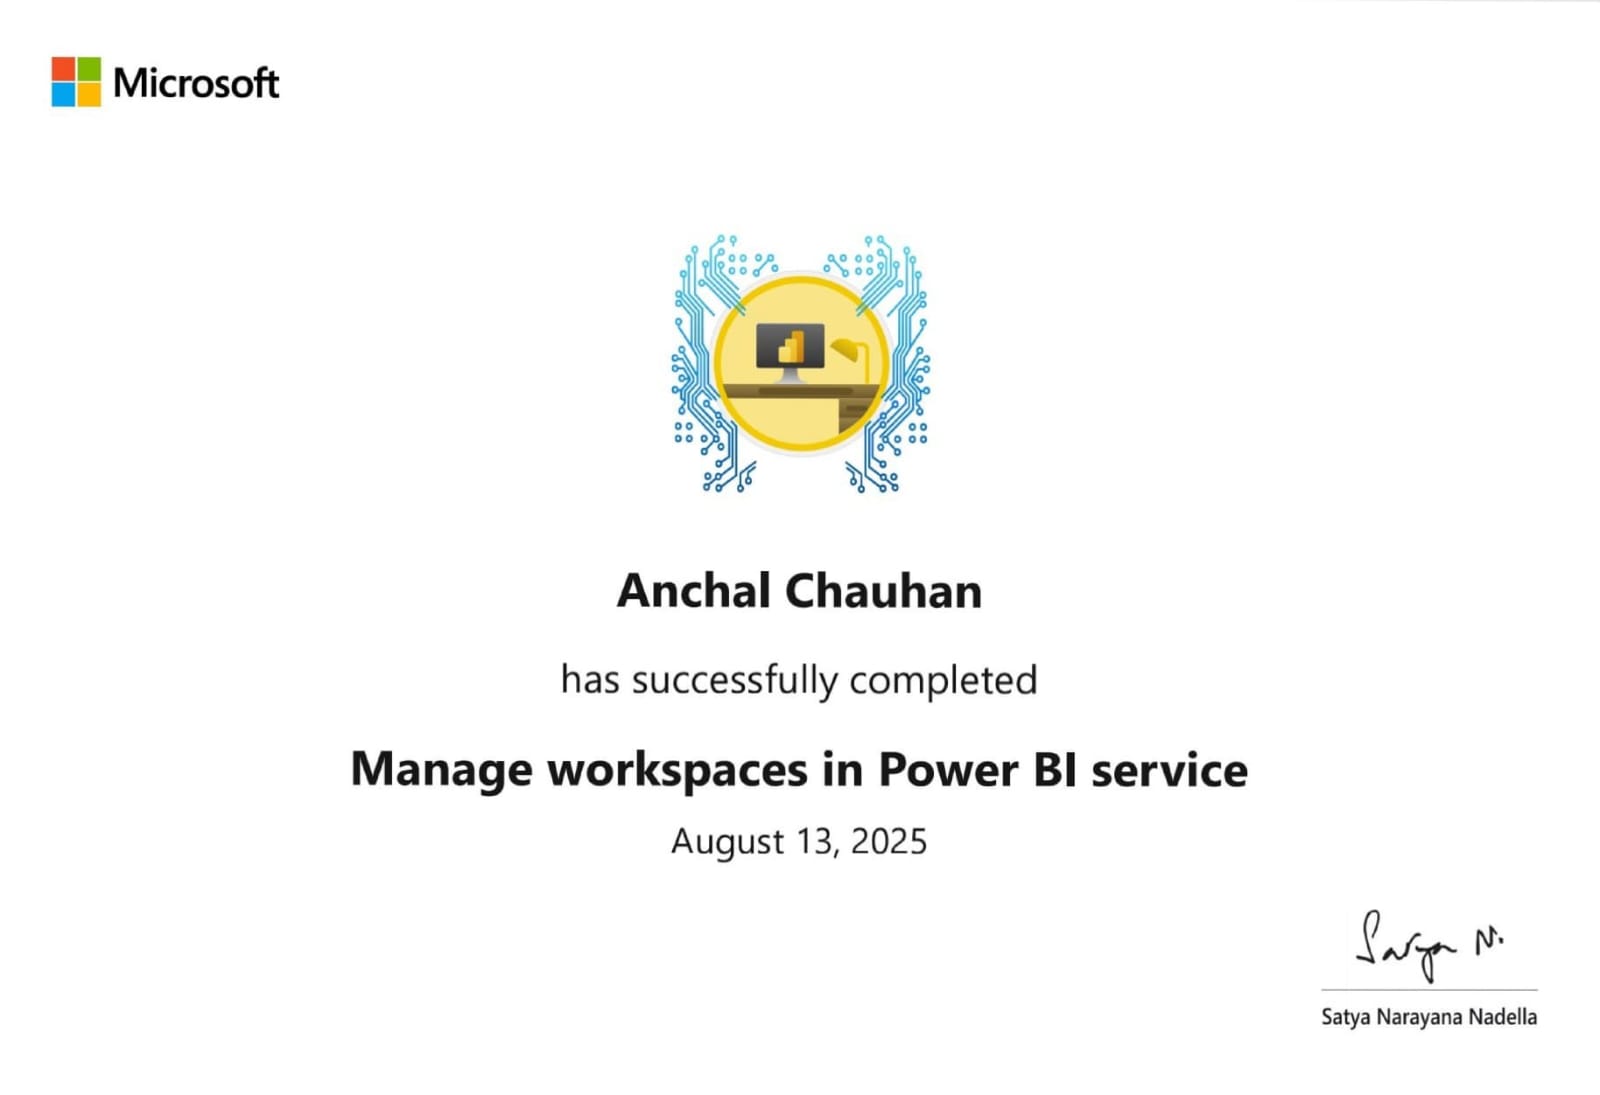 Microsoft
Anchal Chauhan
has successfully completed
Manage workspaces in Power BI service
August 13, 2025
Satya N.
Satya Narayana Nadella